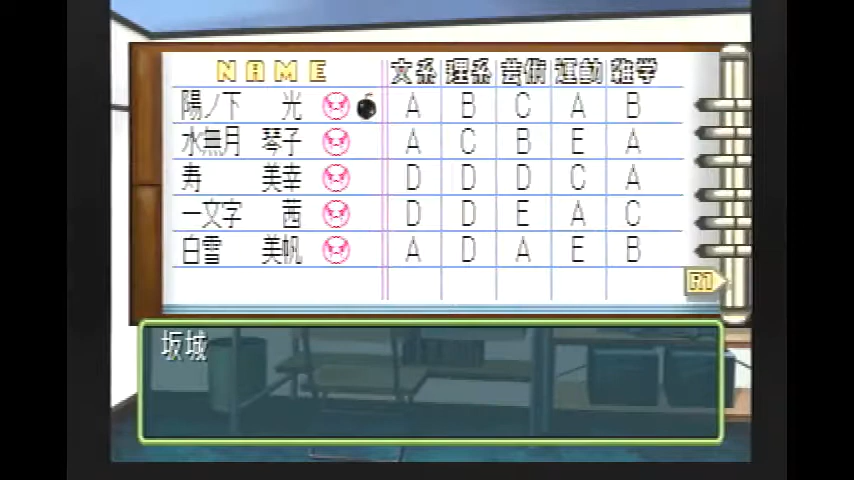 NAME 文系 理系 芸術 運動 雑学
陽ノ下 光 A B C A B
水無月 琴子 A C B E A
寿 美幸 D D D C A
一文字 茜 D D E A C
白雪 美帆 A D A E B
R1
坂城